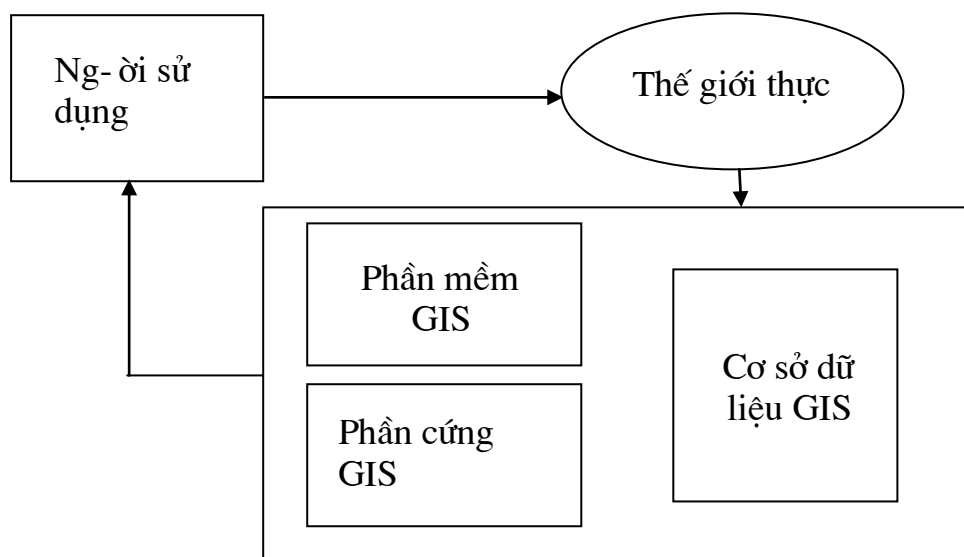 Ng- ời sử
dụng
Thế giới thực
Phần mềm
GIS
Cơ sở dữ
liệu GIS
Phần cứng
GIS